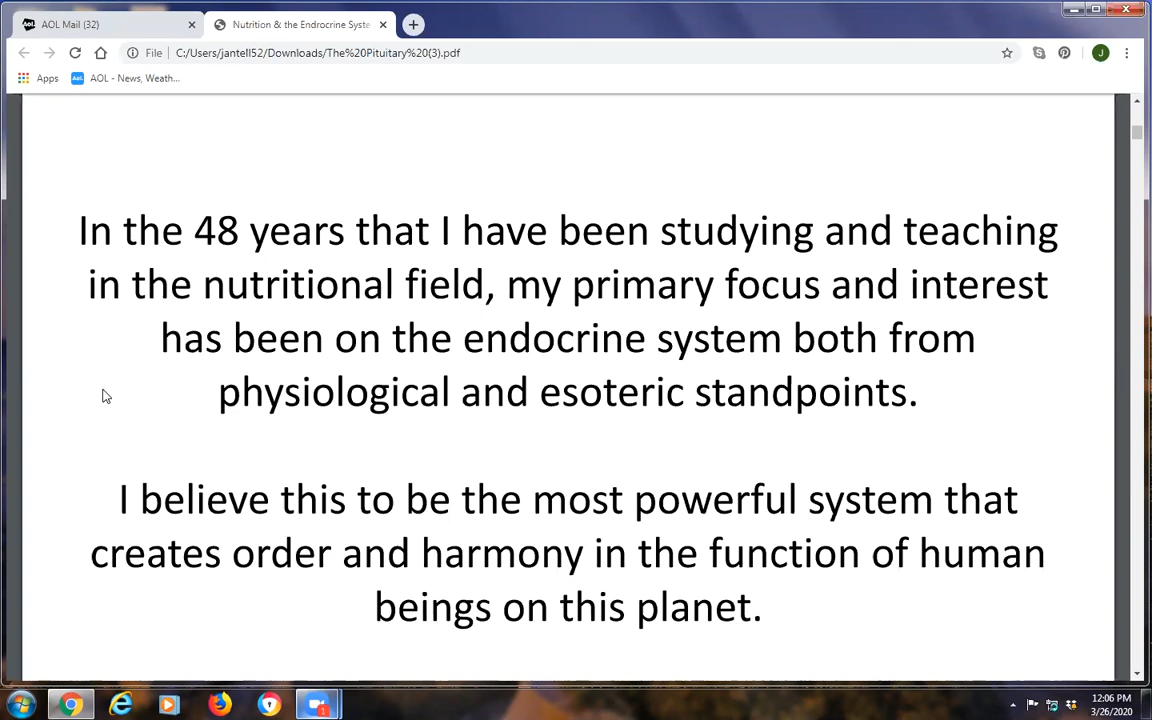 AOL Mail (32)
Nutrition & the Endocrine Syste
File
C:/Users/jantell52/Downloads/The%20Pituitary%20(3).pdf
J
Apps
AOL - News, Weath...
In the 48 years that I have been studying and teaching
in the nutritional field, my primary focus and interest
has been on the endocrine system both from
physiological and esoteric standpoints.
I believe this to be the most powerful system that
creates order and harmony in the function of human
beings on this planet.
12:06 PM
3/26/2020